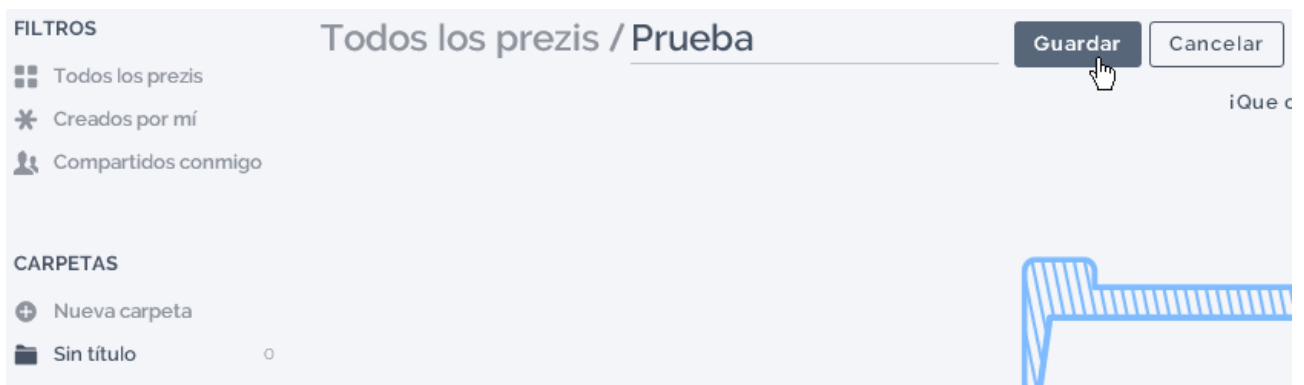 FILTROS
Todos los prezis
Creados por mí
Compartidos conmigo
CARPETAS
Nueva carpeta
Sin título 0
Todos los prezis / Prueba
Guardar Cancelar
¡Que